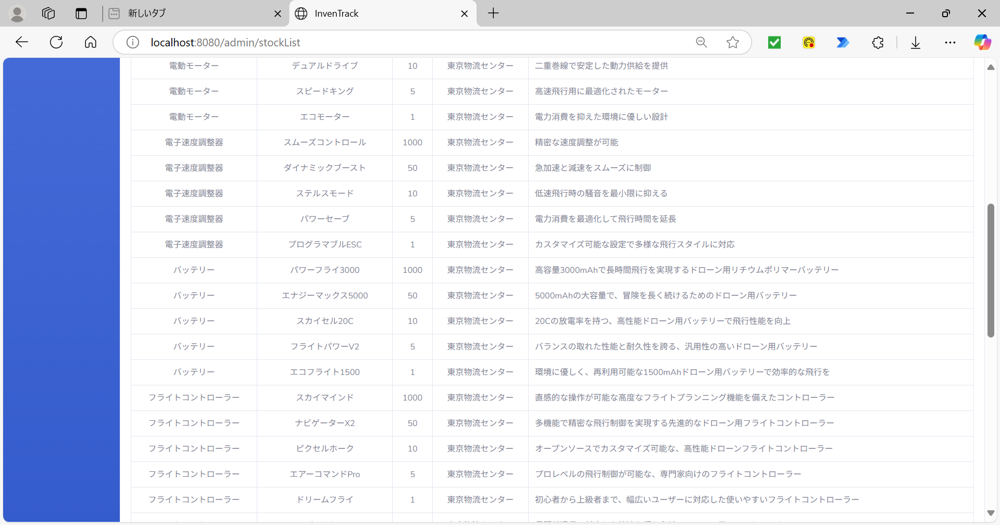 新しいタブ
InvenTrack
localhost:8080/admin/stockList
電動モーター デュアルドライブ 10 東京物流センター 二重巻線で安定した動力供給を提供
電動モーター スピードキング 5 東京物流センター 高速飛行用に最適化されたモーター
電動モーター エコモーター 1 東京物流センター 電力消費を抑えた環境に優しい設計
電子速度調整器 スムーズコントロール 1000 東京物流センター 精密な速度調整が可能
電子速度調整器 ダイナミックブースト 50 東京物流センター 急加速と減速をスムーズに制御
電子速度調整器 ステルスモード 10 東京物流センター 低速飛行時の騒音を最小限に抑える
電子速度調整器 パワーセーブ 5 東京物流センター 電力消費を最適化して飛行時間を延長
電子速度調整器 プログラマブルESC 1 東京物流センター カスタマイズ可能な設定で多様な飛行スタイルに対応
バッテリー パワーフライ3000 1000 東京物流センター 高容量3000mAhで長時間飛行を実現するドローン用リチウムポリマーバッテリー
バッテリー エナジーマックス5000 50 東京物流センター 5000mAhの大容量で、冒険を長く続けるためのドローン用バッテリー
バッテリー スカイセル20C 10 東京物流センター 20Cの放電率を持つ、高性能ドローン用バッテリーで飛行性能を向上
バッテリー フライトパワーV2 5 東京物流センター バランスの取れた性能と耐久性を誇る、汎用性の高いドローン用バッテリー
バッテリー エコフライト1500 1 東京物流センター 環境に優しく、再利用可能な1500mAhドローン用バッテリーで効率的な飛行を
フライトコントローラー スカイマインド 1000 東京物流センター 直感的な操作が可能な高度なフライトプランニング機能を備えたコントローラー
フライトコントローラー ナビゲーターX2 50 東京物流センター 多機能で精密な飛行制御を実現する先進的なドローン用フライトコントローラー
フライトコントローラー ピクセルホーク 10 東京物流センター オープンソースでカスタマイズ可能な、高性能ドローンフライトコントローラー
フライトコントローラー エアーコマンドPro 5 東京物流センター プロレベルの飛行制御が可能な、専門家向けのフライトコントローラー
フライトコントローラー ドリームフライ 1 東京物流センター 初心者から上級者まで、幅広いユーザーに対応した使いやすいフライトコントローラー